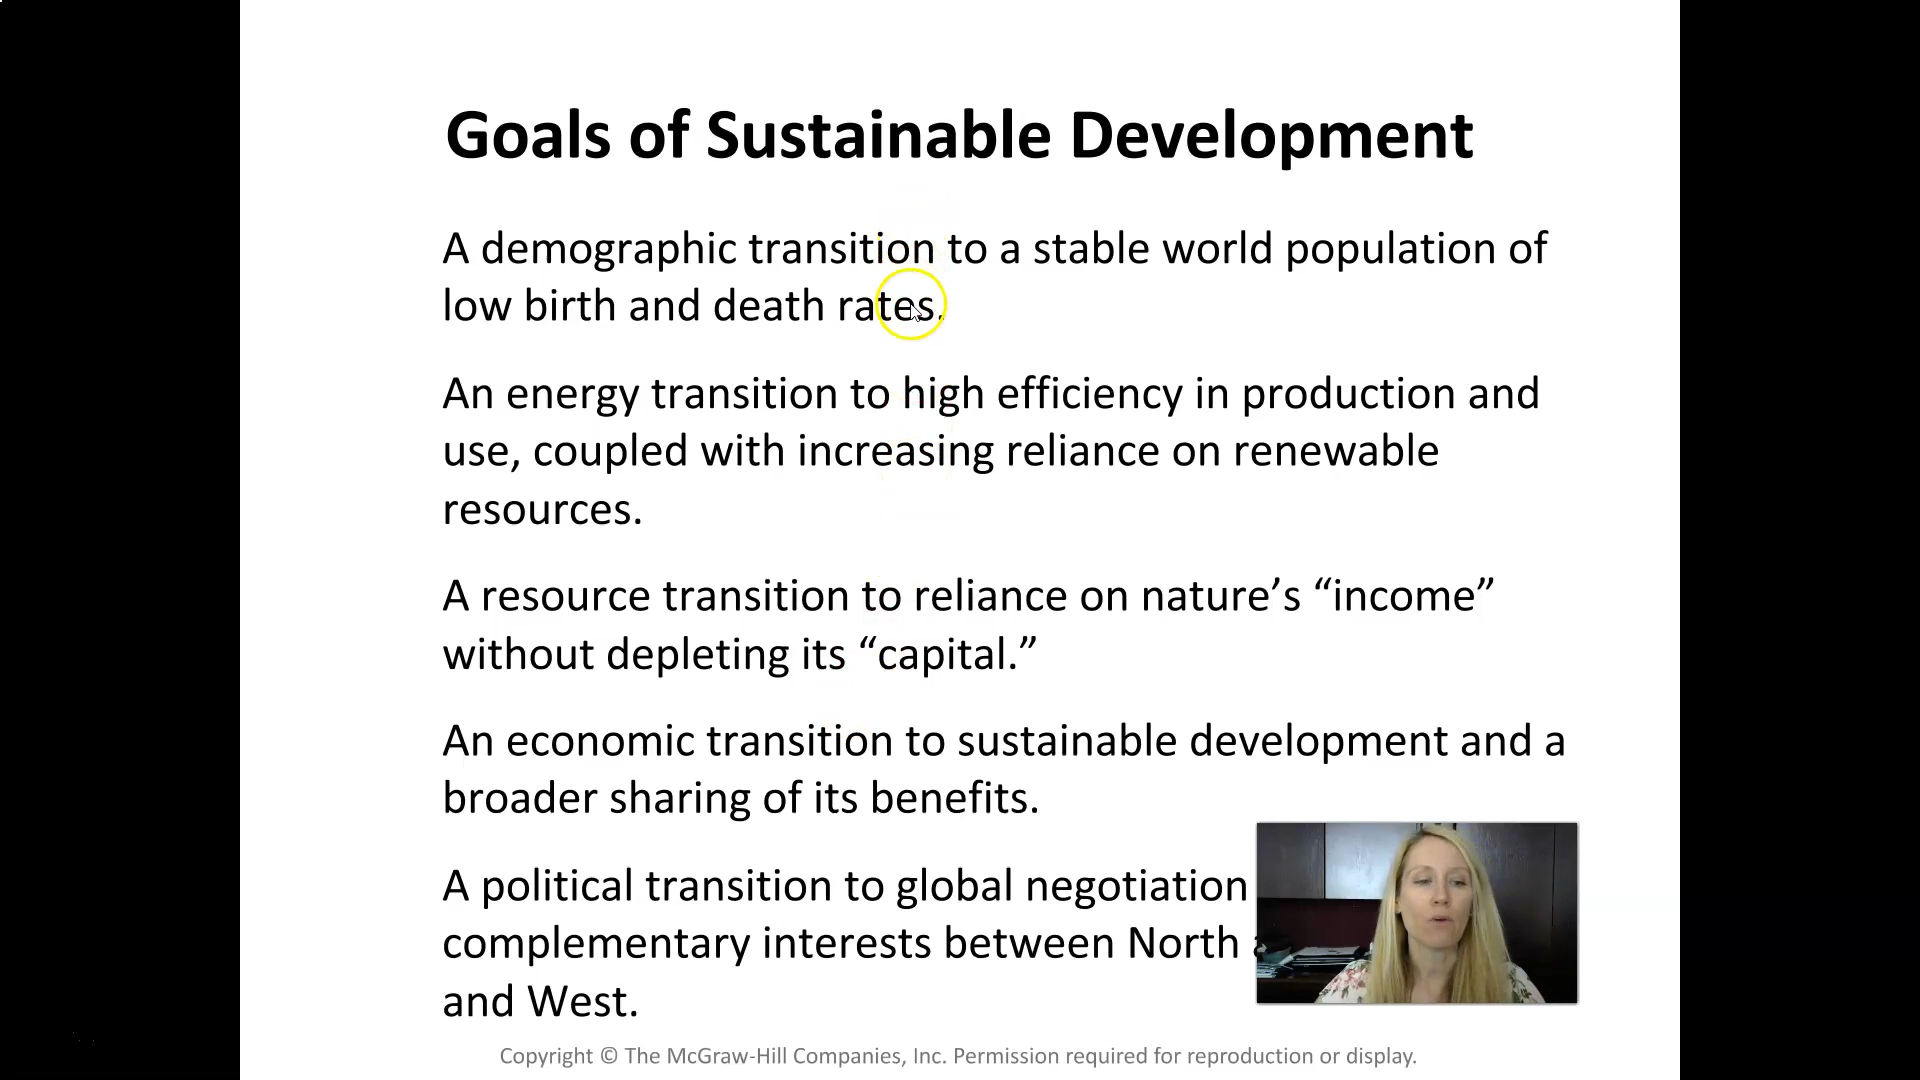 Goals of Sustainable Development
A demographic transition to a stable world population of
low birth and death rates.
An energy transition to high efficiency in production and
use, coupled with increasing reliance on renewable
resources.
A resource transition to reliance on nature’s “income”
without depleting its “capital.”
An economic transition to sustainable development and a
broader sharing of its benefits.
A political transition to global negotiation
complementary interests between North
and West.
Copyright © The McGraw-Hill Companies, Inc. Permission required for reproduction or display.